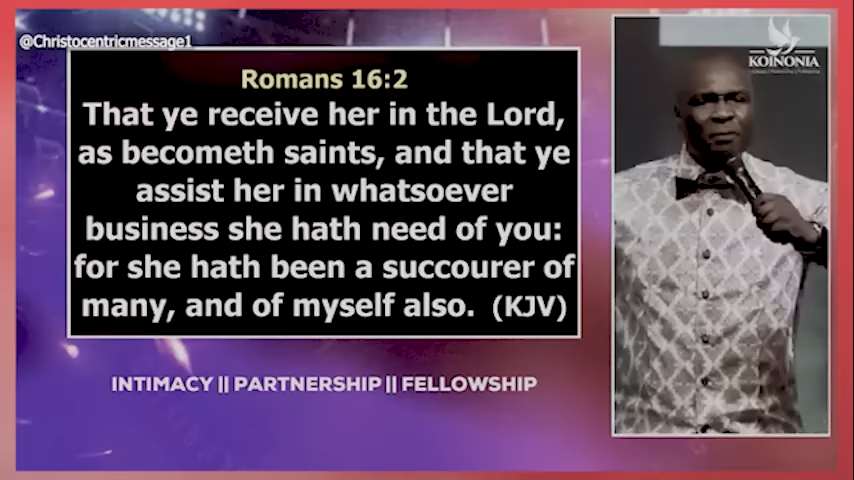 @Christocentricmessage1
Romans 16:2
That ye receive her in the Lord,
as becometh saints, and that ye
assist her in whatsoever
business she hath need of you:
for she hath been a succourer of
many, and of myself also. (KJV)
INTIMACY || PARTNERSHIP || FELLOWSHIP
KOINONIA